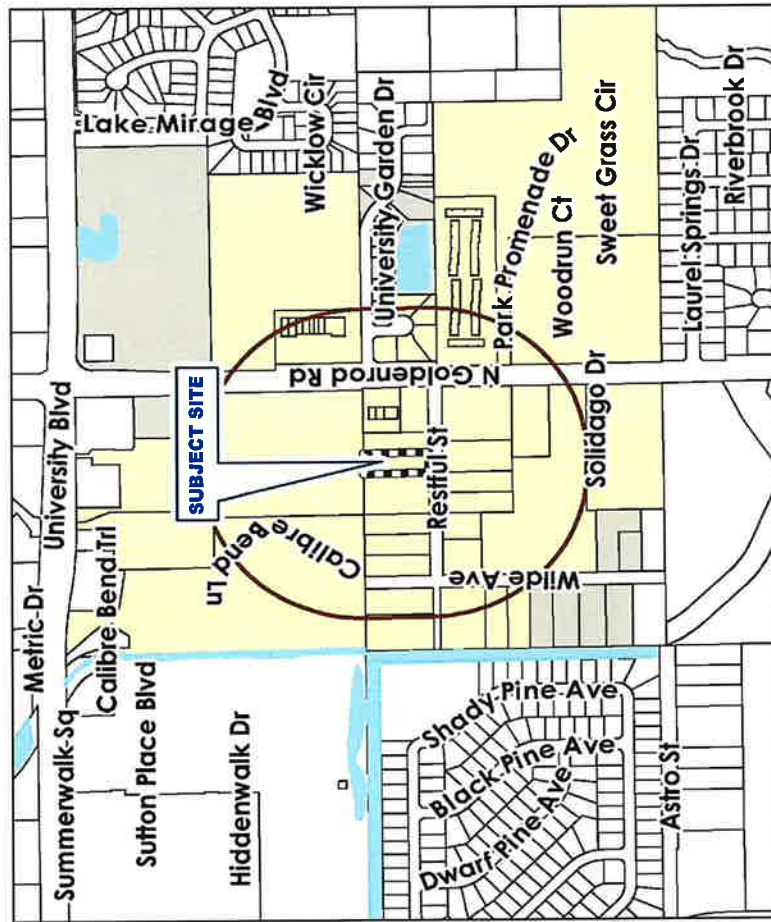 Metric Dr
University Blvd
Summerwalk Sq
Calibre Bend Trl
Lake Mirage Blvd
Sutton Place Blvd
SUBJECT SITE
Hiddenwalk Dr
Calibre Bend Ln
Wicklow Cir
University Garden Dr
N Goldenrod Rd
Restful St
Park Promenade Dr
Wilde Ave
Woodrun Ct
Sweet Grass Cir
Solidago Dr
Shady Pine Ave
Black Pine Ave
Dwarf Pine Ave
Astro St
Laurel Springs Dr
Riverbrook Dr